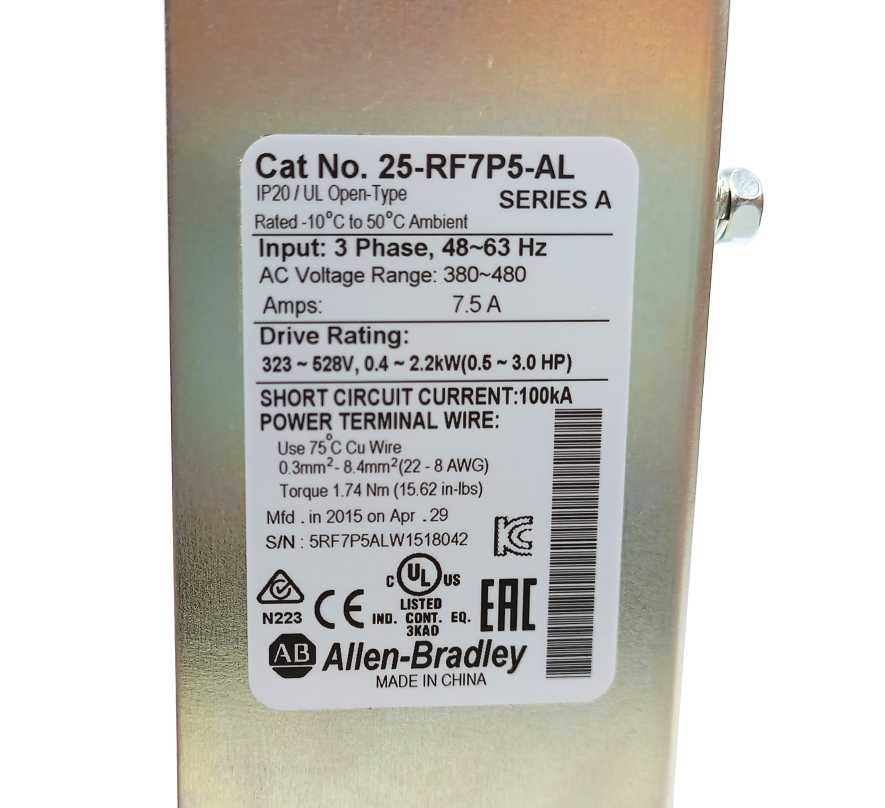 Cat No. 25-RF7P5-AL
IP20 / UL Open-Type
SERIES A
Rated -10°C to 50°C Ambient
Input: 3 Phase, 48~63 Hz
AC Voltage Range: 380~480
Amps: 7.5 A
Drive Rating:
323 ~ 528V, 0.4 ~ 2.2kW(0.5 ~ 3.0 HP)
SHORT CIRCUIT CURRENT:100kA
POWER TERMINAL WIRE:
Use 75°C Cu Wire
0.3mm²- 8.4mm²(22 - 8 AWG)
Torque 1.74 Nm (15.62 in-lbs)
Mfd . in 2015 on Apr . 29
S/N : 5RF7P5ALW1518042
KC
C UL US
LISTED
IND. CONT. EQ.
3KAD
N223
CE
EAC
AB Allen-Bradley
MADE IN CHINA